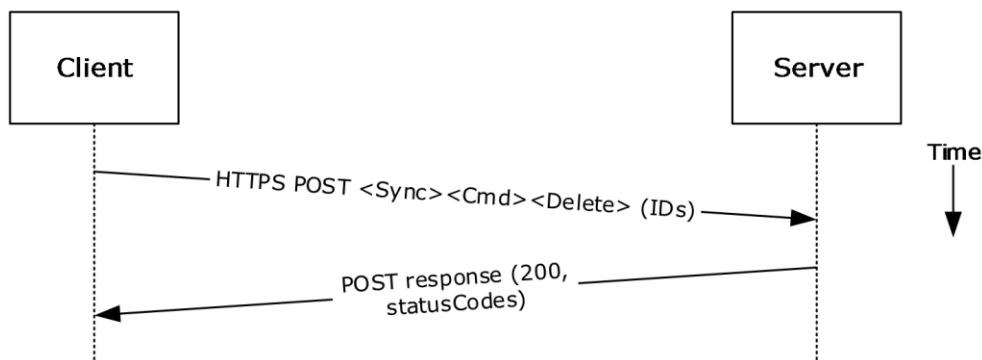 Client
Server
Time
HTTPS POST <Sync><Cmd><Delete> (IDs)
POST response (200,
statusCodes)